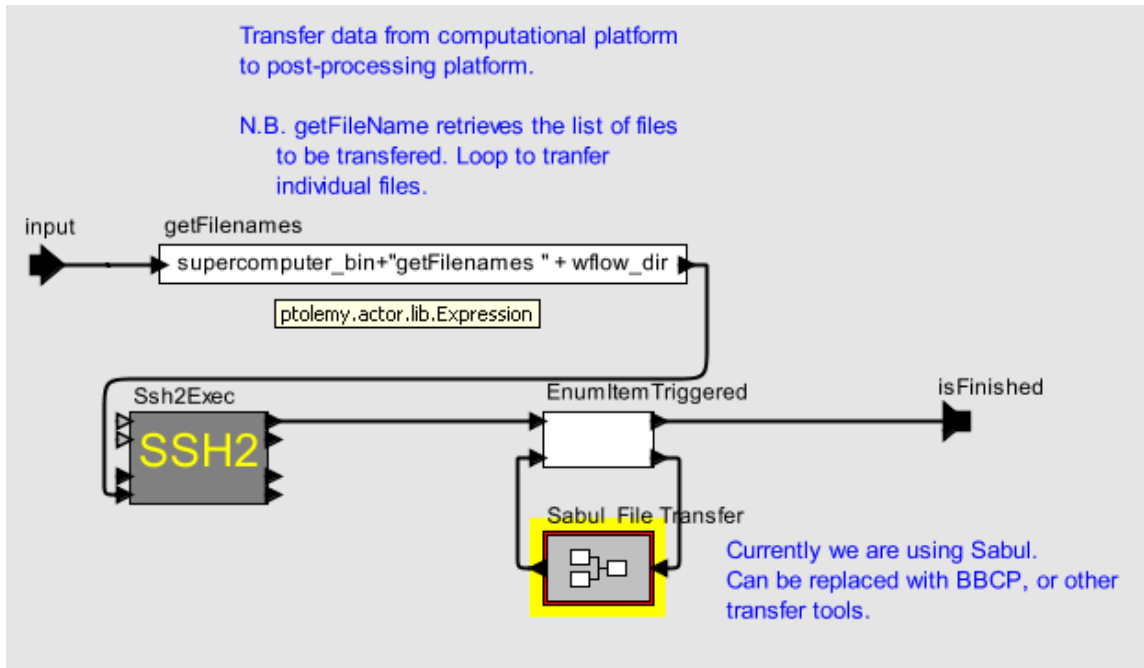 Transfer data from computational platform
to post-processing platform.
N.B. getFileName retrieves the list of files
to be transfered. Loop to tranfer
individual files.
input
getFilenames
supercomputer_bin+"getFilenames " + wflow_dir
ptolemy.actor.lib.Expression
Ssh2Exec
SSH2
EnumItemTriggered
isFinished
Sabul File Transfer
Currently we are using Sabul.
Can be replaced with BBCP, or other
transfer tools.